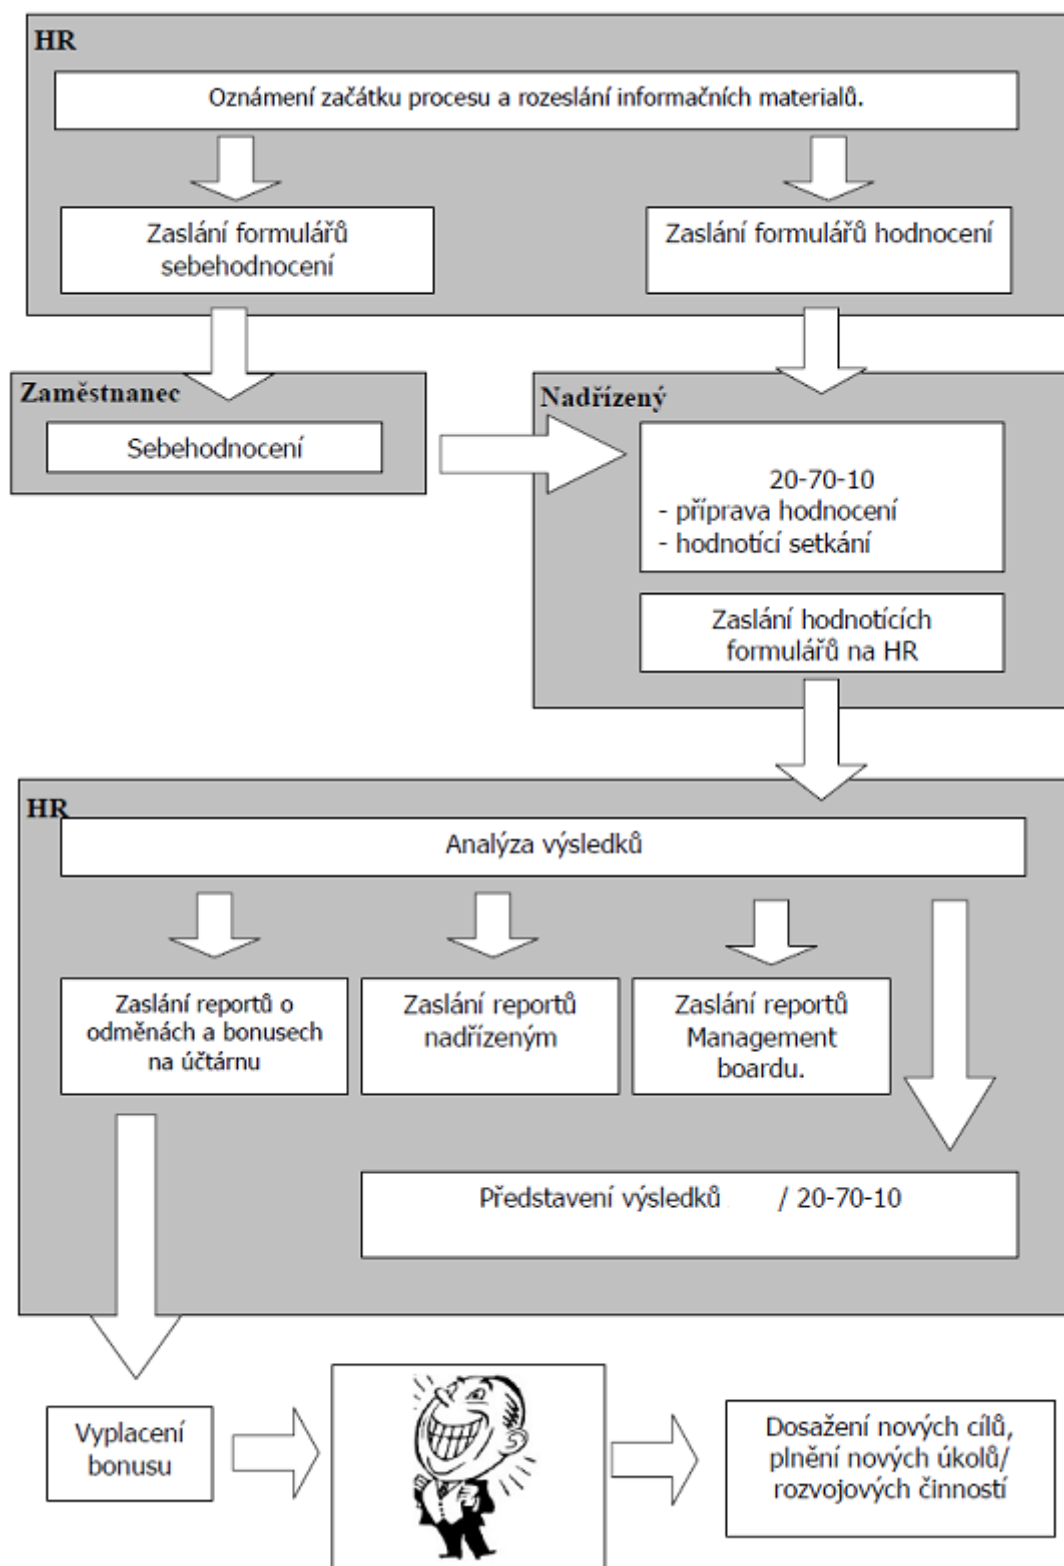 HR
Oznámení začátku procesu a rozeslání informačních materialů.
Zaslání formulářů
sebehodnocení
Zaslání formulářů hodnocení
Zaměstnanec
Sebehodnocení
Nadřízený
20-70-10
- příprava hodnocení
- hodnotící setkání
Zaslání hodnotících
formulářů na HR
HR
Analýza výsledků
Zaslání reportů o
odměnách a bonusech
na účtárnu
Zaslání reportů
nadřízeným
Zaslání reportů
Management
boardu.
Představení výsledků / 20-70-10
Vyplacení
bonusu
Dosažení nových cílů,
plnění nových úkolů/
rozvojových činností